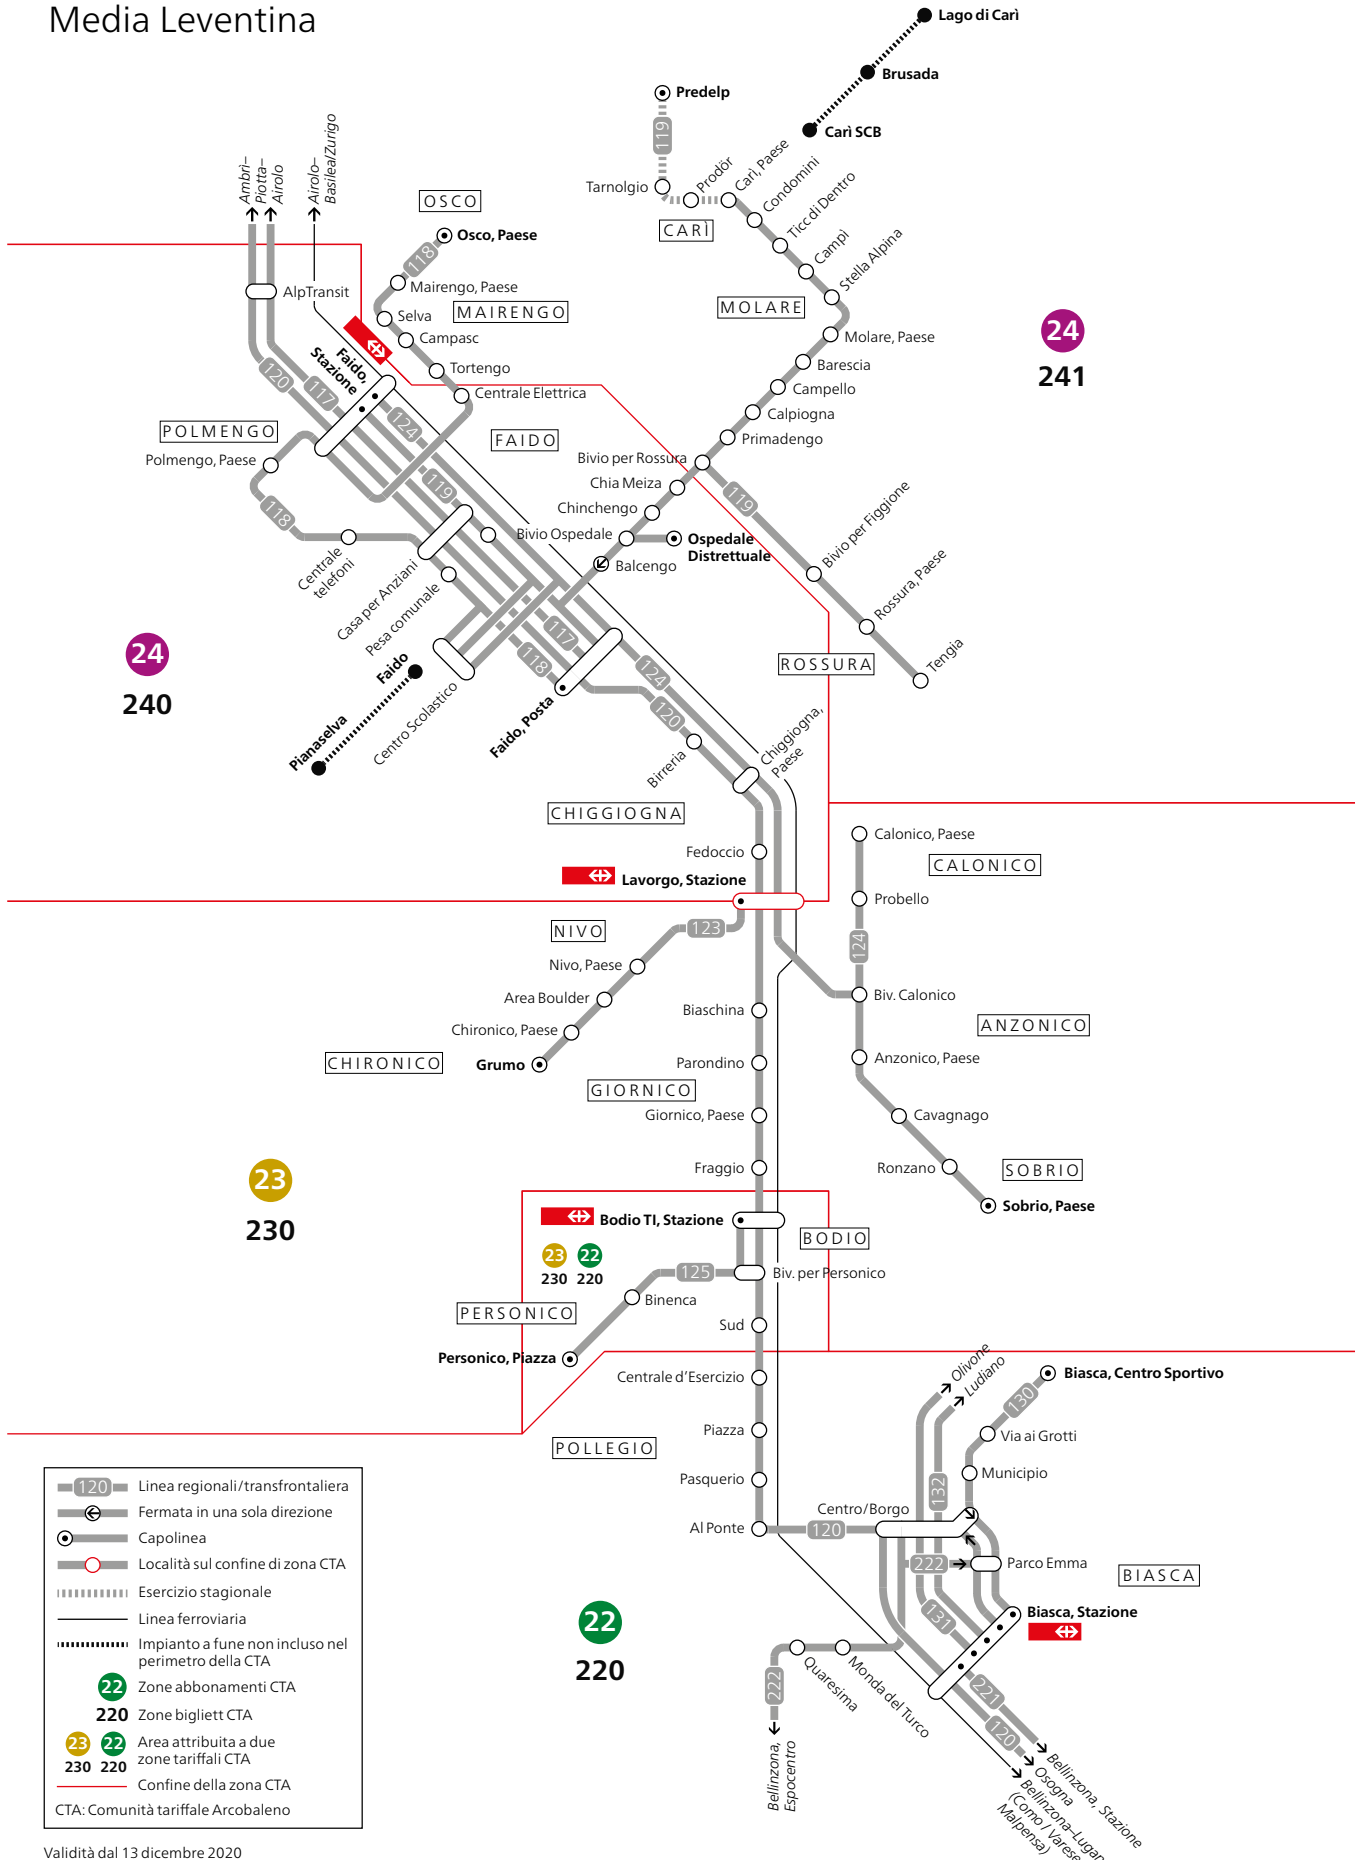 Media Leventina
Lago di Carì
Brusada
Carì SCB
Predelp
119
Tarnolgio
Prodör
Carì, Paese
Condomini
Ticc di Dentro
Campì
Stella Alpina
CARÌ
MOLARE
Molare, Paese
Barescia
Campello
Calpiogna
Primadengo
Bivio per Rossura
Chia Meiza
Chinchengo
Bivio Ospedale
Balcengo
Ospedale
Distrettuale
119
Bivio per Figgione
Rossura, Paese
Tengia
ROSSURA
24
241
Ambrì–
Piotta–
Airolo
Airolo–
Basilea/Zurigo
OSCO
Osco, Paese
118
Mairengo, Paese
MAIRENGO
Selva
Campasc
Tortengo
Centrale Elettrica
AlpTransit
Faido,
Stazione
120
117
124
119
FAIDO
POLMENGO
Polmengo, Paese
118
Centrale
telefoni
Casa per Anziani
Pesa comunale
24
240
Faido
Pianaselva
Centro Scolastico
117
118
Faido, Posta
124
120
Birreria
Chiggiogna,
Paese
CHIGGIOGNA
Fedoccio
Lavorgo, Stazione
NIVO
123
Nivo, Paese
Area Boulder
Chironico, Paese
Grumo
CHIRONICO
Calonico, Paese
CALONICO
Probello
124
Biv. Calonico
ANZONICO
Anzonico, Paese
Cavagnago
Ronzano
SOBRIO
Sobrio, Paese
Biaschina
Parondino
GIORNICO
Giornico, Paese
Fraggio
23
230
Bodio TI, Stazione
BODIO
23
22
230
220
125
Biv. per Personico
Binenca
PERSONICO
Personico, Piazza
Sud
Centrale d'Esercizio
Piazza
POLLEGIO
Pasquerio
Al Ponte
120
Centro/Borgo
Olivone
Ludiano
Biasca, Centro Sportivo
130
Via ai Grotti
Municipio
132
222
Parco Emma
BIASCA
131
Biasca, Stazione
22
220
222
Quaresima
Monda del Turco
221
120
Bellinzona,
Espocentro
Bellinzona, Stazione
Osogna
Bellinzona–Lugan
(Como / Varese
Malpensa)
120 Linea regionali/transfrontaliera
Fermata in una sola direzione
Capolinea
Località sul confine di zona CTA
Esercizio stagionale
Linea ferroviaria
Impianto a fune non incluso nel
perimetro della CTA
22 Zone abbonamenti CTA
220 Zone bigliett CTA
23 22 Area attribuita a due
230 220 zone tariffali CTA
Confine della zona CTA
CTA: Comunità tariffale Arcobaleno
Validità dal 13 dicembre 2020